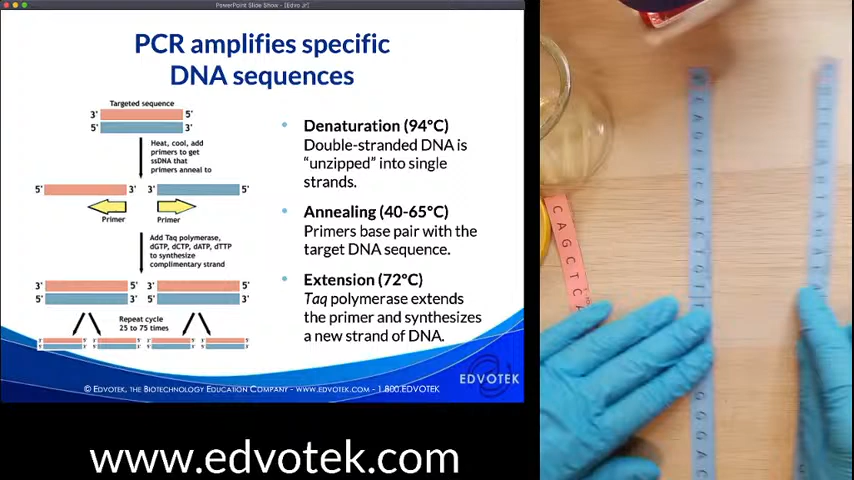 PowerPoint Slide Show - [Edvo
PCR amplifies specific
DNA sequences
Targeted sequence
3' 5'
5' 3'
Heat, cool, add
primers to get
ssDNA that
primers anneal to
5' 3' 3' 5'
Primer Primer
Add Taq polymerase,
dGTP, dCTP, dATP, dTTP
to synthesize
complimentary strand
3' 5' 3' 5'
5' 3' 5' 3'
Repeat cycle
25 to 75 times
• Denaturation (94°C)
Double-stranded DNA is
"unzipped" into single
strands.
• Annealing (40-65°C)
Primers base pair with the
target DNA sequence.
• Extension (72°C)
Taq polymerase extends
the primer and synthesizes
a new strand of DNA.
EDVOTEK
© Edvotek, the Biotechnology Education Company - www.edvotek.com - 1.800.EDVOTEK
www.edvotek.com
CAGCTC